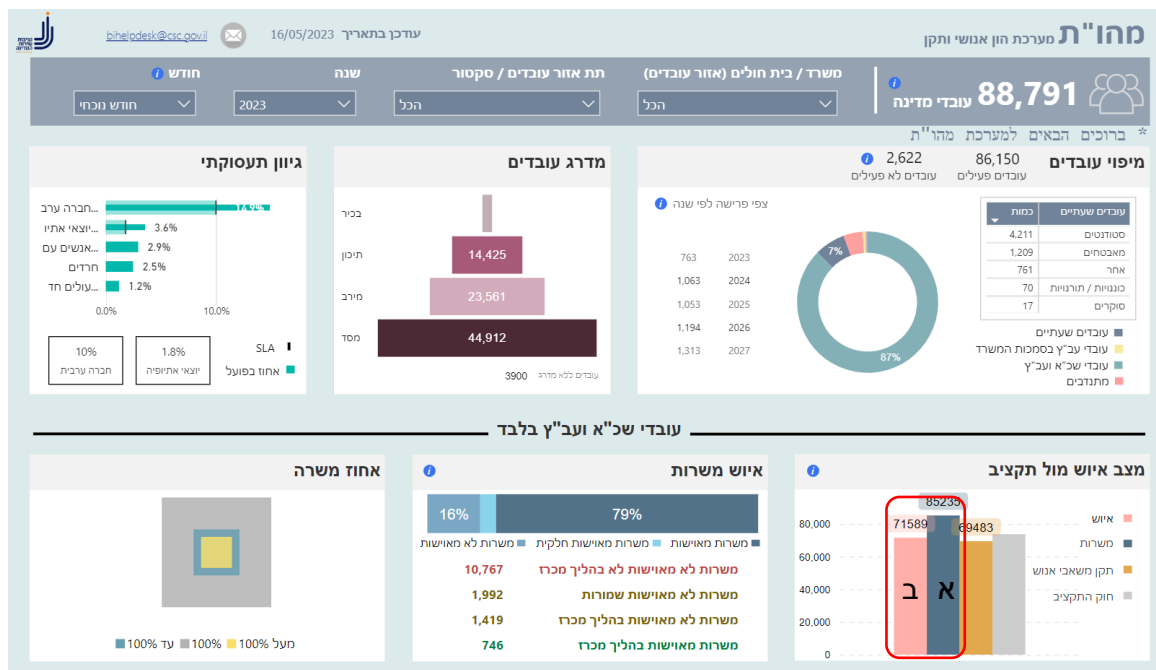 מהו"ת מערכת הון אנושי ותקן
עודכן בתאריך 16/05/2023
bihelpdesk@csc.gov.il
88,791 עובדי מדינה
משרד / בית חולים (אזור עובדים)
הכל
תת אזור עובדים / סקטור
הכל
שנה
2023
חודש
חודש נוכחי
* ברוכים הבאים למערכת מהו"ת
מיפוי עובדים
86,150
עובדים פעילים
2,622
עובדים לא פעילים
עובדים שעתיים כמות
סטודנטים 4,211
מאבטחים 1,209
אחר 761
כוננויות / תורנויות 70
סוקרים 17
עובדים שעתיים
עובדי עב"ץ בסמכות המשרד
עובדי שכ"א ועב"ץ
מתנדבים
7%
87%
צפי פרישה לפי שנה
2023 763
2024 1,063
2025 1,053
2026 1,194
2027 1,313
מדרג עובדים
בכיר
תיכון 14,425
מירב 23,561
מסד 44,912
עובדים ללא מדרג 3900
גיוון תעסוקתי
חברה ערב... 14.9%
יוצאי אתיו... 3.6%
אנשים עם... 2.9%
חרדים 2.5%
עולים חד... 1.2%
0.0% 10.0%
SLA
אחוז בפועל
1.8%
יוצאי אתיופיה
10%
חברה ערבית
עובדי שכ"א ועב"ץ בלבד
מצב איוש מול תקציב
איוש
משרות
תקן משאבי אנוש
חוק התקציב
80,000
60,000
40,000
20,000
0
71589
85235
69483
א
ב
איוש משרות
79%
16%
משרות מאוישות
משרות מאוישות חלקית
משרות לא מאוישות
משרות לא מאוישות לא בהליך מכרז 10,767
משרות לא מאוישות שמורות 1,992
משרות לא מאוישות בהליך מכרז 1,419
משרות מאוישות בהליך מכרז 746
אחוז משרה
מעל 100%
100%
עד 100%